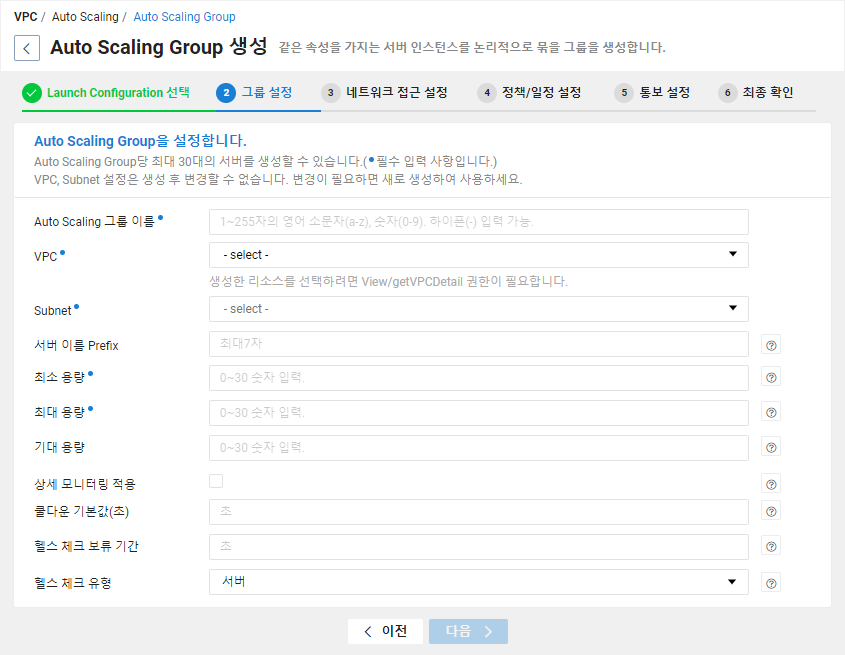 VPC / Auto Scaling / Auto Scaling Group
Auto Scaling Group 생성 같은 속성을 가지는 서버 인스턴스를 논리적으로 묶을 그룹을 생성합니다.
Launch Configuration 선택 2 그룹 설정 3 네트워크 접근 설정 4 정책/일정 설정 5 통보 설정 6 최종 확인
Auto Scaling Group을 설정합니다.
Auto Scaling Group당 최대 30대의 서버를 생성할 수 있습니다.(•필수 입력 사항입니다.)
VPC, Subnet 설정은 생성 후 변경할 수 없습니다. 변경이 필요하면 새로 생성하여 사용하세요.
Auto Scaling 그룹 이름• 1~255자의 영어 소문자(a-z), 숫자(0-9). 하이픈(-) 입력 가능.
VPC• - select -
생성한 리소스를 선택하려면 View/getVPCDetail 권한이 필요합니다.
Subnet• - select -
서버 이름 Prefix 최대7자 ?
최소 용량• 0~30 숫자 입력. ?
최대 용량• 0~30 숫자 입력. ?
기대 용량 0~30 숫자 입력. ?
상세 모니터링 적용 ?
쿨다운 기본값(초) 초 ?
헬스 체크 보류 기간 초 ?
헬스 체크 유형 서버 ?
이전 다음